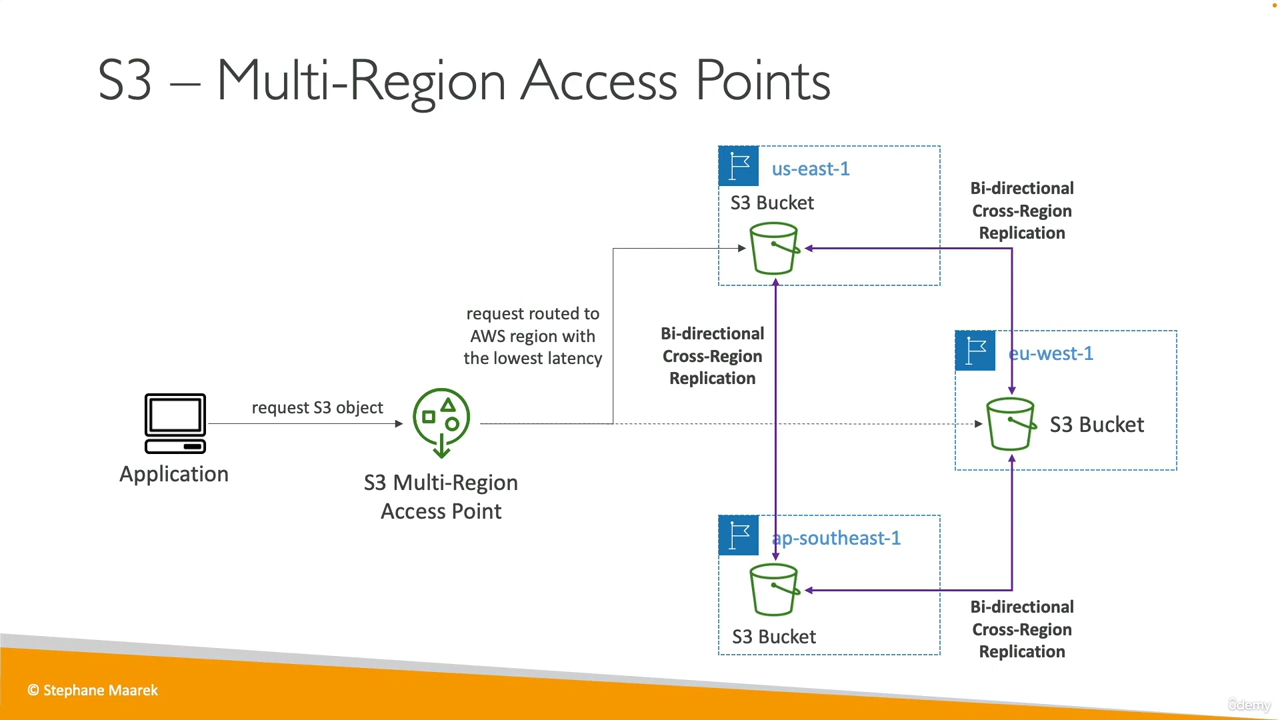 S3 – Multi-Region Access Points
us-east-1
S3 Bucket
Bi-directional
Cross-Region
Replication
request routed to
AWS region with
the lowest latency
Bi-directional
Cross-Region
Replication
eu-west-1
S3 Bucket
request S3 object
Application
S3 Multi-Region
Access Point
ap-southeast-1
S3 Bucket
Bi-directional
Cross-Region
Replication
© Stephane Maarek
ûdemy